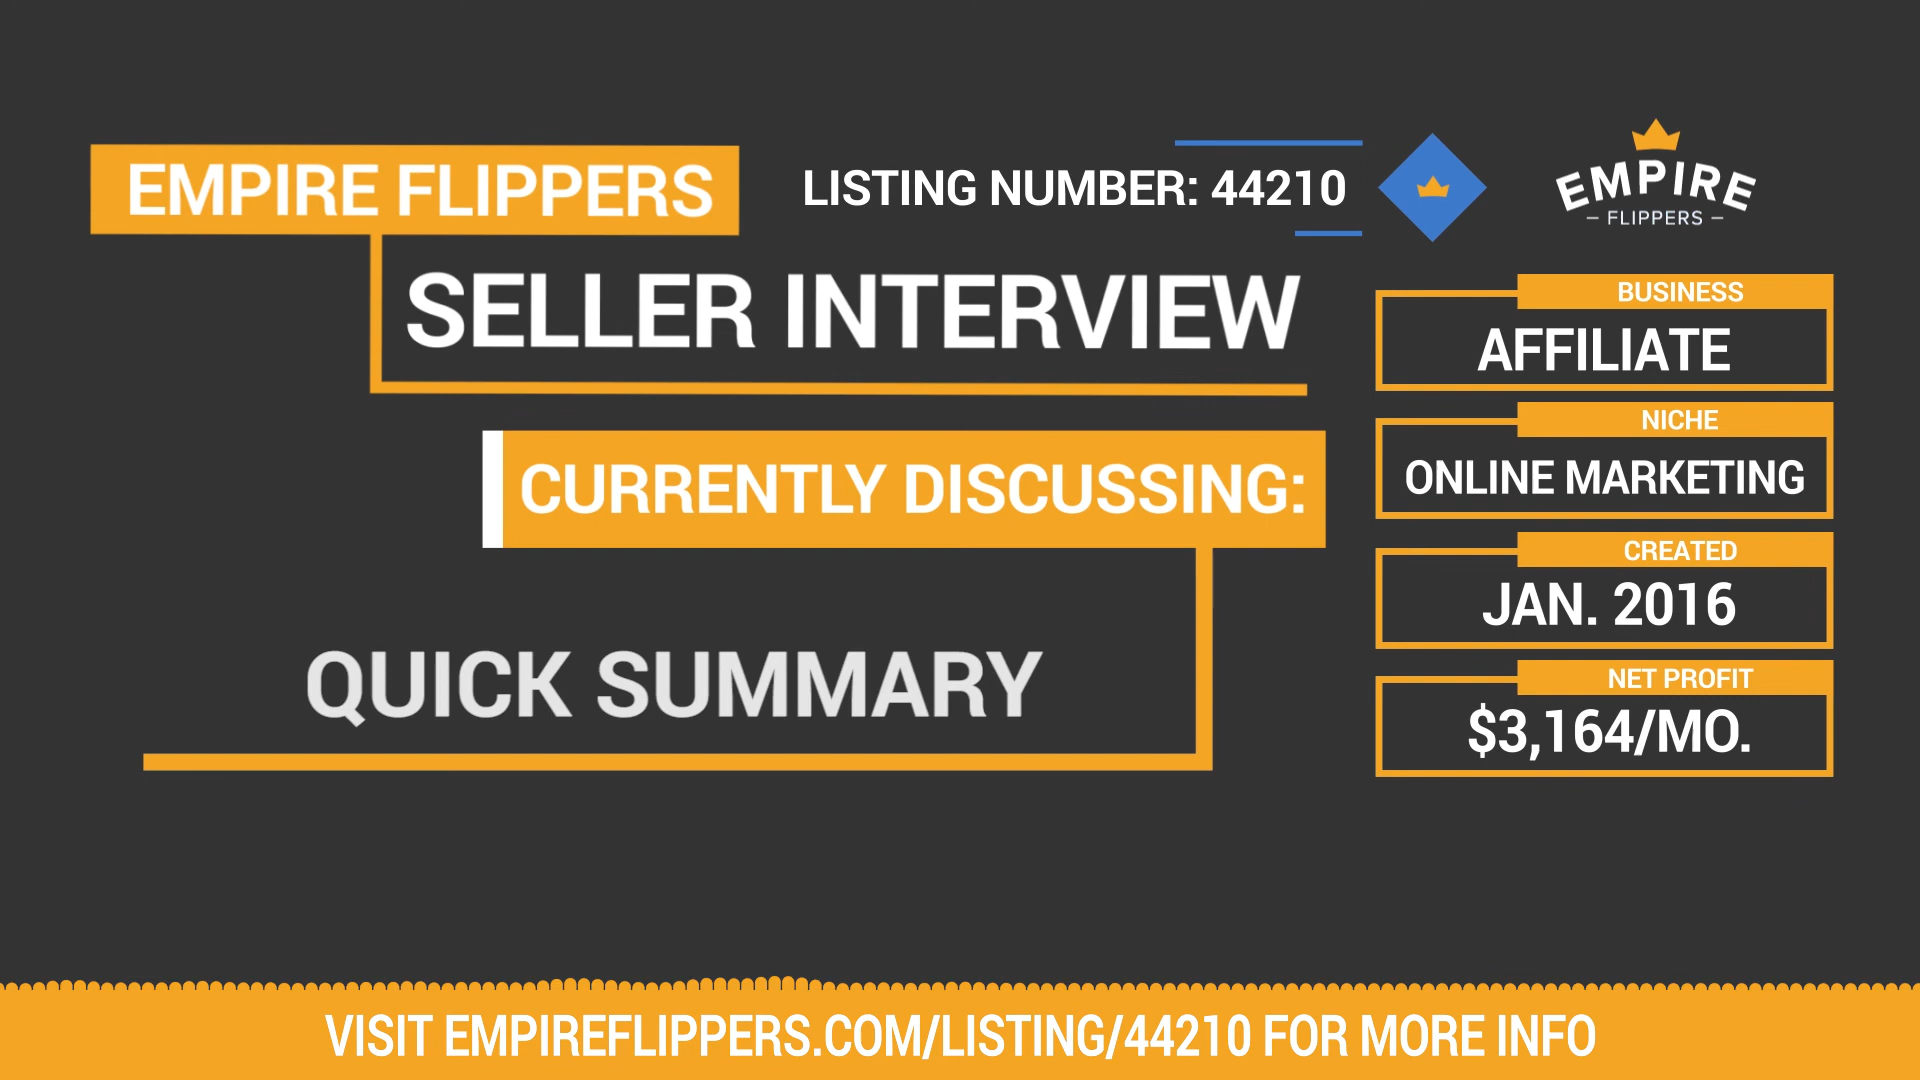 EMPIRE FLIPPERS
LISTING NUMBER: 44210
EMPIRE
FLIPPERS
SELLER INTERVIEW
CURRENTLY DISCUSSING:
QUICK SUMMARY
BUSINESS
AFFILIATE
NICHE
ONLINE MARKETING
CREATED
JAN. 2016
NET PROFIT
$3,164/MO.
VISIT EMPIREFLIPPERS.COM/LISTING/44210 FOR MORE INFO